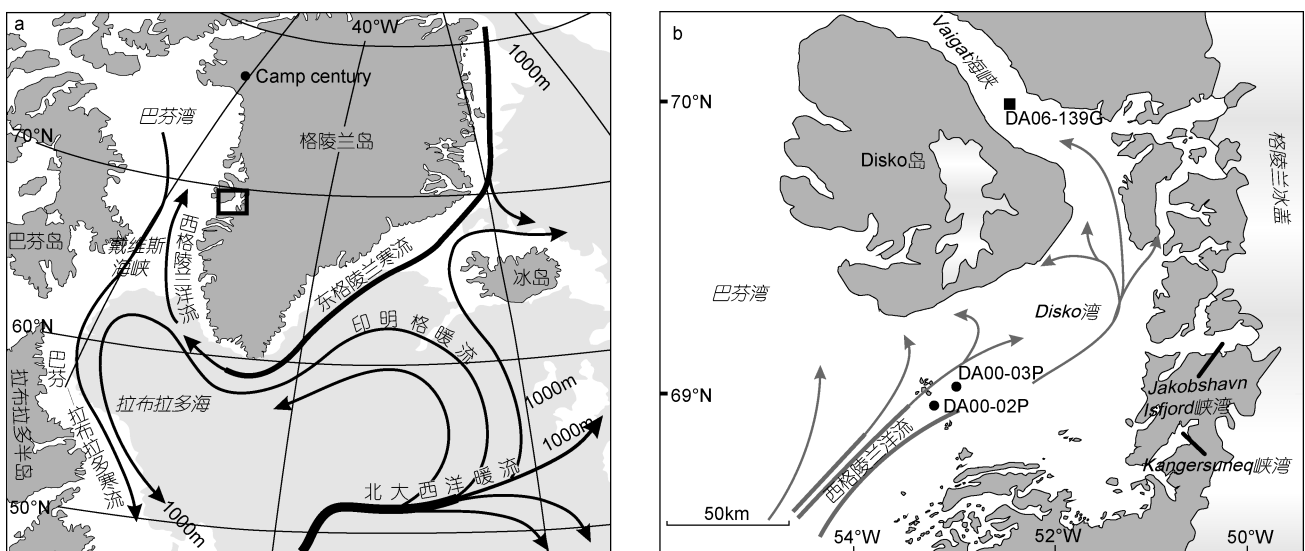 a
40°W
1000m
Camp century
巴芬湾
70°N
格陵兰岛
巴芬岛
戴维斯
海峡
西格陵兰洋流
东格陵兰寒流
冰岛
60°N
印明格暖流
巴芬—拉布拉多寒流
拉布拉多半岛
拉布拉多海
1000m
1000m
北大西洋暖流
50°N
1000m
b
Vaigat海峡
70°N
DA06-139G
Disko岛
格陵兰冰盖
巴芬湾
Disko湾
DA00-03P
69°N
DA00-02P
Jakobshavn
Isfjord峡湾
西格陵兰洋流
Kangersuneq峡湾
50km
54°W
52°W
50°W